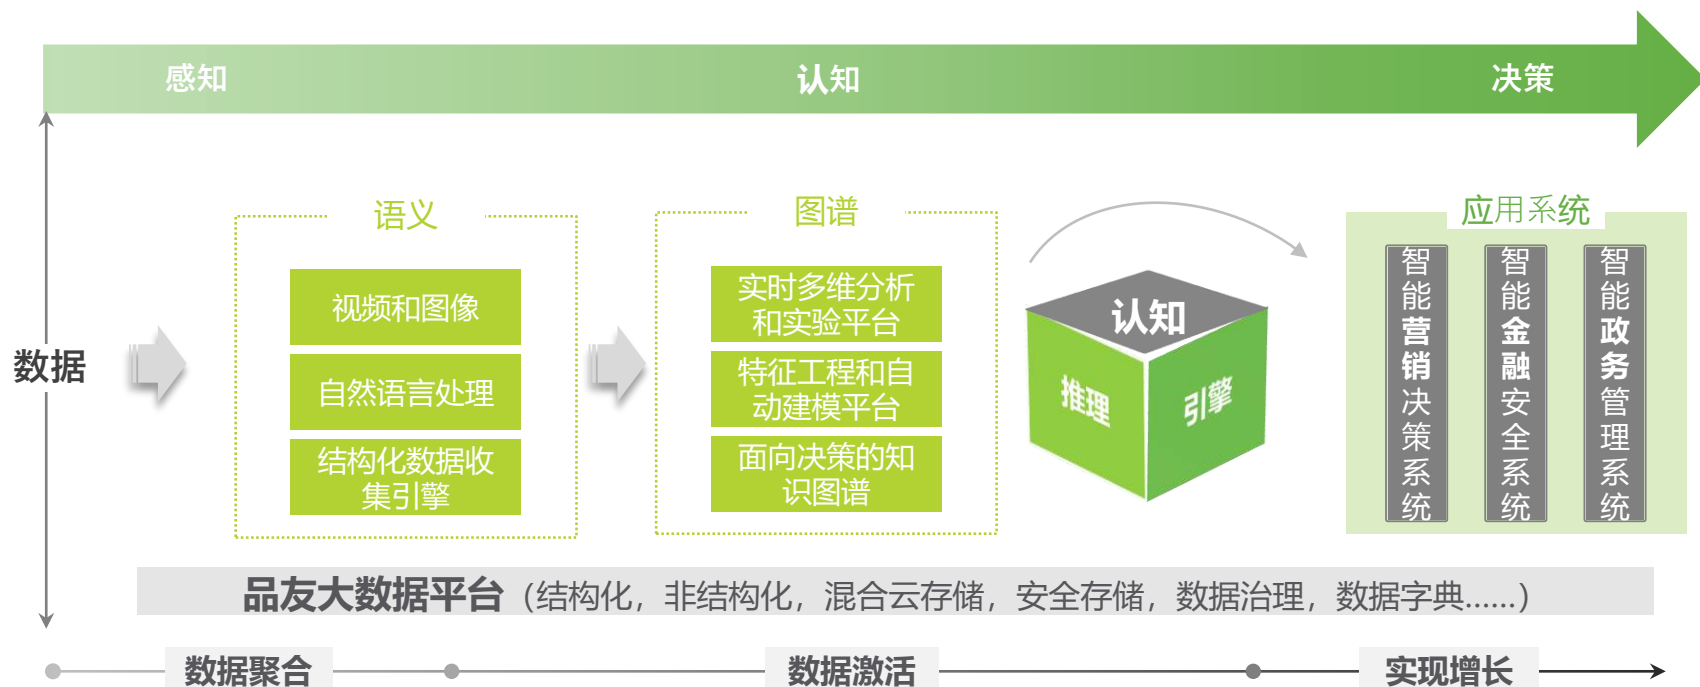 感知
认知
决策
数据
语义
视频和图像
自然语言处理
结构化数据收
集引擎
图谱
实时多维分析
和实验平台
特征工程和自
动建模平台
面向决策的知
识图谱
认知
推理
引擎
应用系统
智能营销决策系统
智能金融安全系统
智能政务管理系统
品友大数据平台（结构化，非结构化，混合云存储，安全存储，数据治理，数据字典......）
数据聚合
数据激活
实现增长